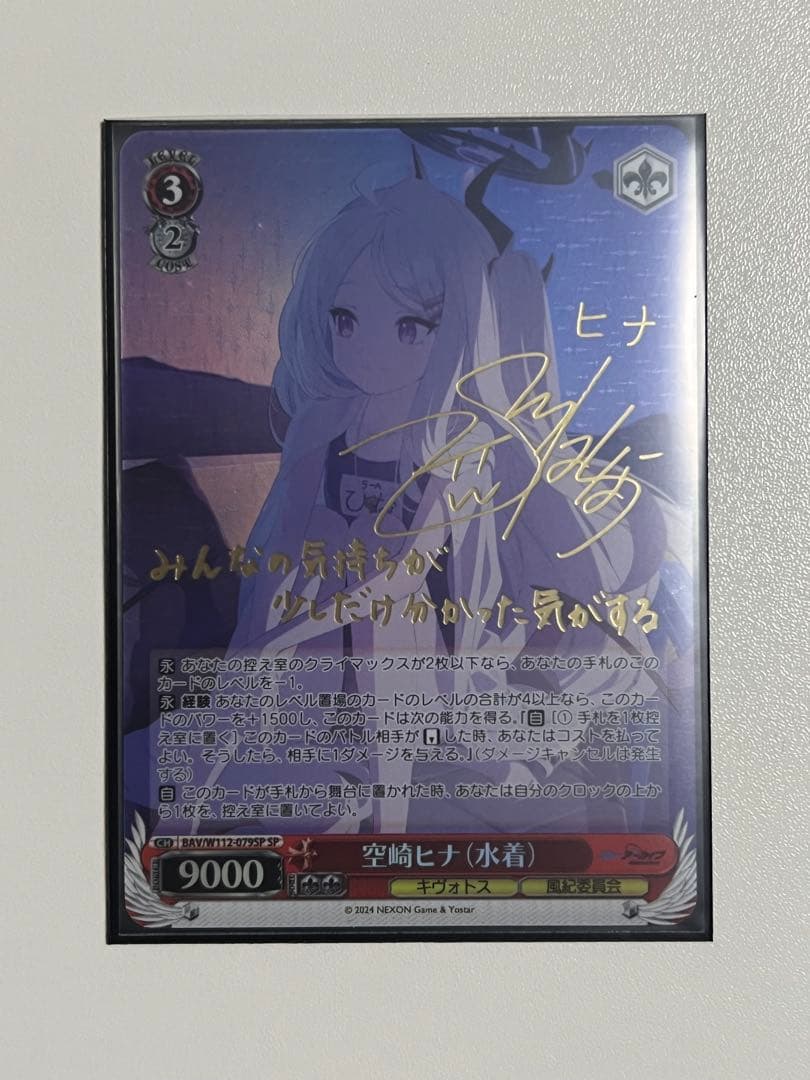 LEVEL
3
2
COST
ヒナ
みんなの気持ちが
少しだけ分かった気がする
永 あなたの控え室のクライマックスが2枚以下なら、あなたの手札のこの
カードのレベルを-1。
永 経験 あなたのレベル置場のカードのレベルの合計が4以上なら、このカー
ドのパワーを+1500し、このカードは次の能力を得る。「自 [① 手札を1枚控
え室に置く] このカードのバトル相手がした時、あなたはコストを払って
よい。そうしたら、相手に1ダメージを与える。」(ダメージキャンセルは発生
する)
自 このカードが手札から舞台に置かれた時、あなたは自分のクロックの上か
ら1枚を、控え室に置いてよい。
CH BAV/W112-079SP SP
POWER 9000 SOUL 空崎ヒナ(水着)
キヴォトス 風紀委員会
© 2024 NEXON Game & Yostar